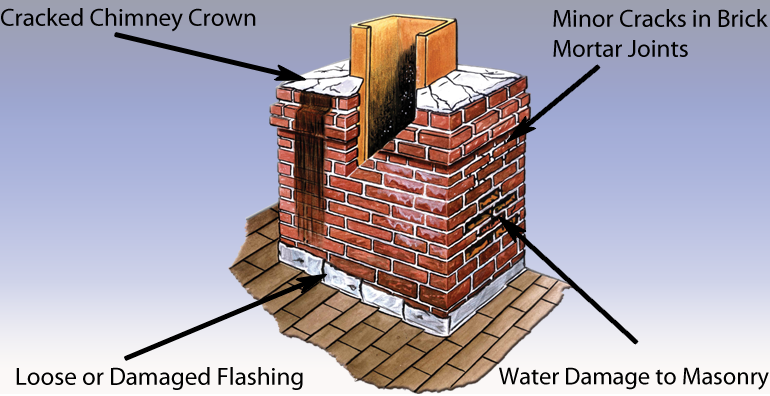 Cracked Chimney Crown
Minor Cracks in Brick
Mortar Joints
Loose or Damaged Flashing
Water Damage to Masonry